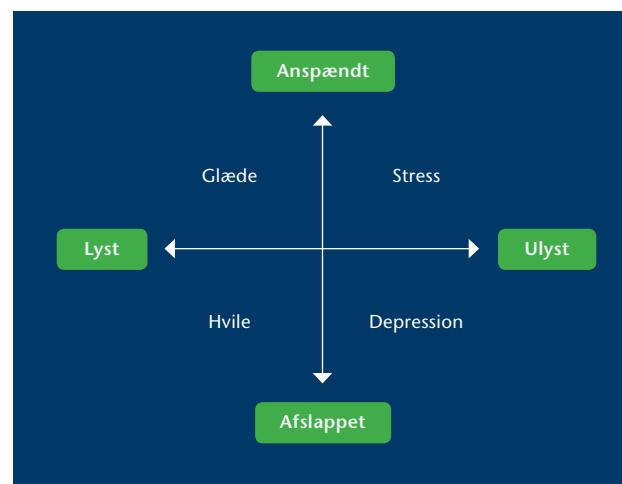 Anspændt
Glæde
Stress
Lyst
Ulyst
Hvile
Depression
Afslappet